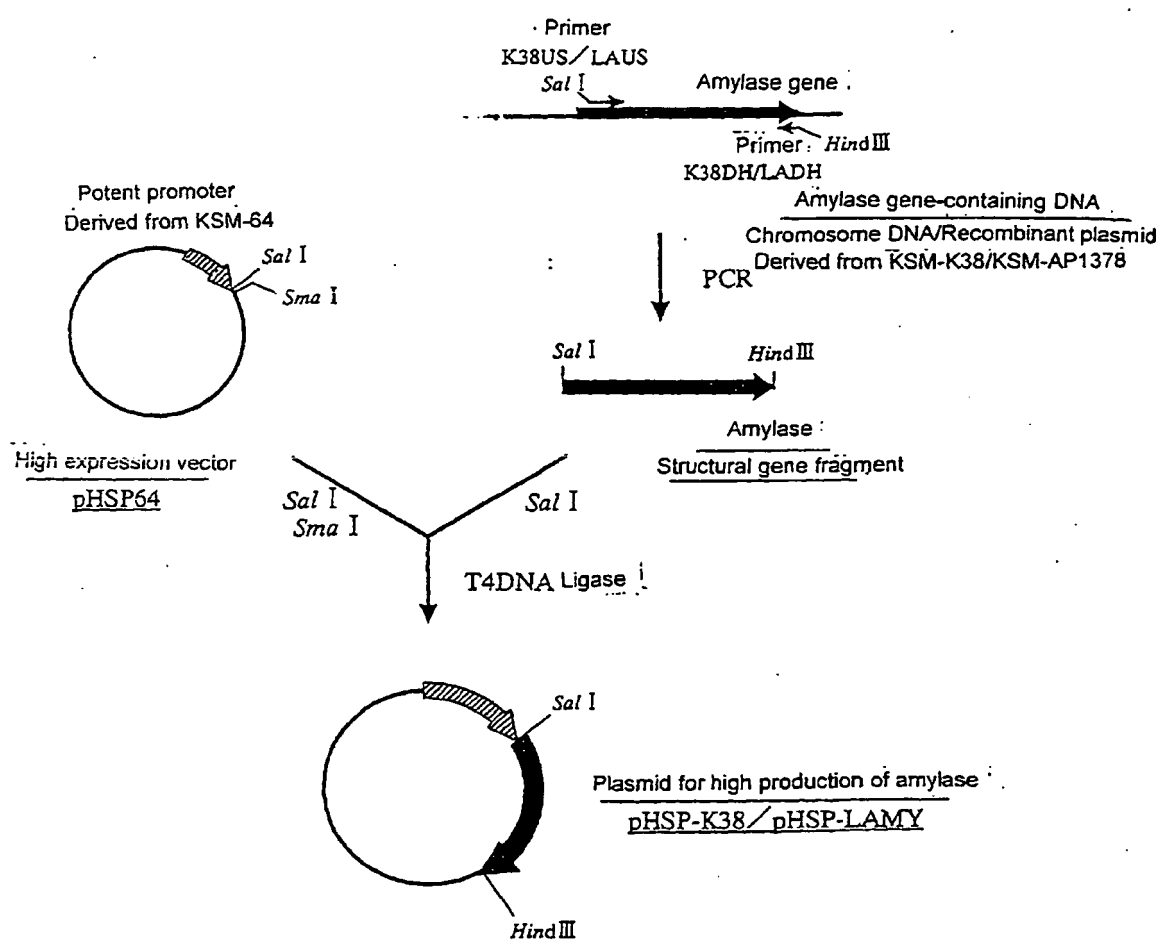 Primer
K38US/LAUS
Sal I
Amylase gene
Hind III
Primer
K38DH/LADH
Potent promoter
Derived from KSM-64
Sal I
Sma I
Amylase gene-containing DNA
Chromosome DNA/Recombinant plasmid
Derived from KSM-K38/KSM-AP1378
PCR
Sal I
Hind III
Amylase
Structural gene fragment
High expression vector
pHSP64
Sal I
Sma I
Sal I
T4DNA Ligase
Sal I
Plasmid for high production of amylase
pHSP-K38/pHSP-LAMY
Hind III